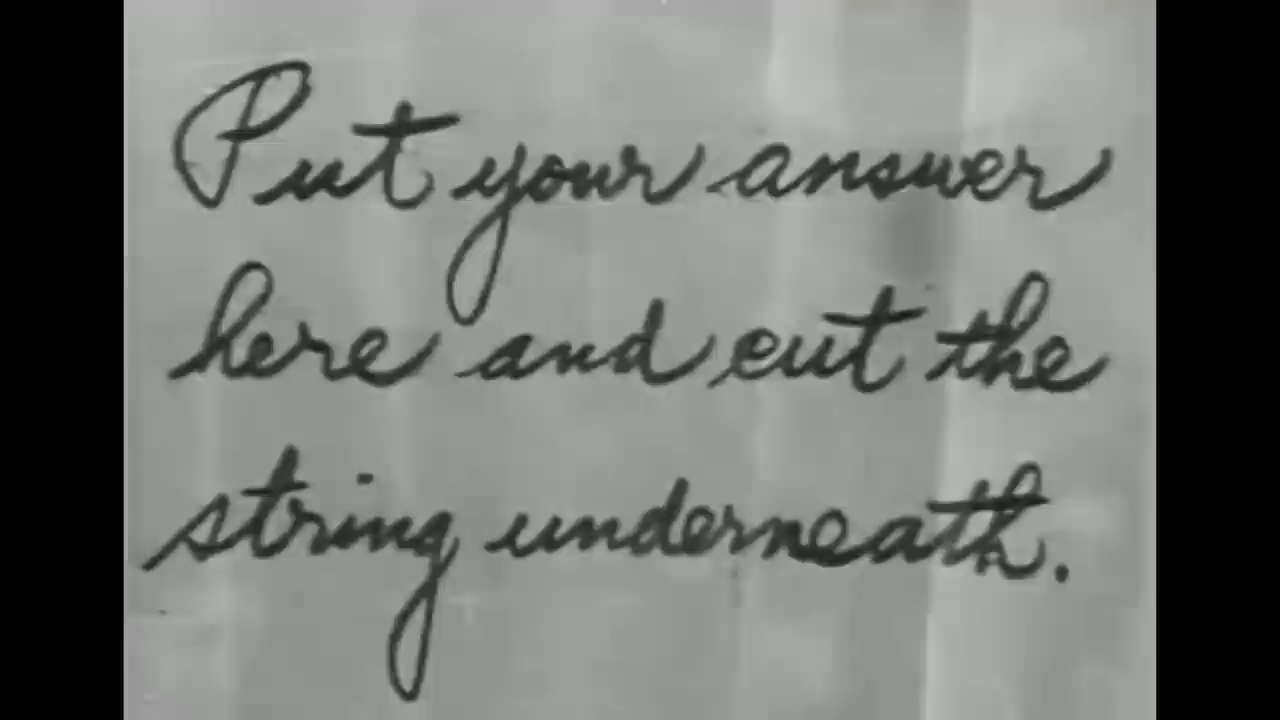 Put your answer
here and cut the
string underneath.